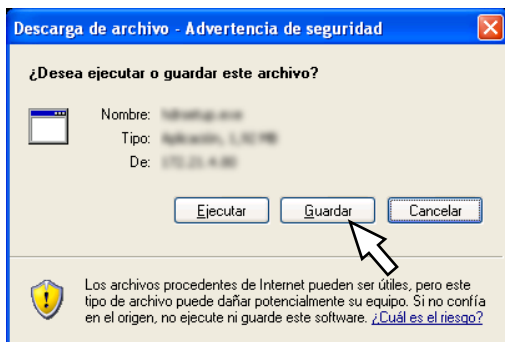 Descarga de archivo - Advertencia de seguridad
¿Desea ejecutar o guardar este archivo?
Nombre:
Tipo:
De:
Ejecutar Guardar Cancelar
Los archivos procedentes de Internet pueden ser útiles, pero este
tipo de archivo puede dañar potencialmente su equipo. Si no confía
en el origen, no ejecute ni guarde este software. ¿Cuál es el riesgo?